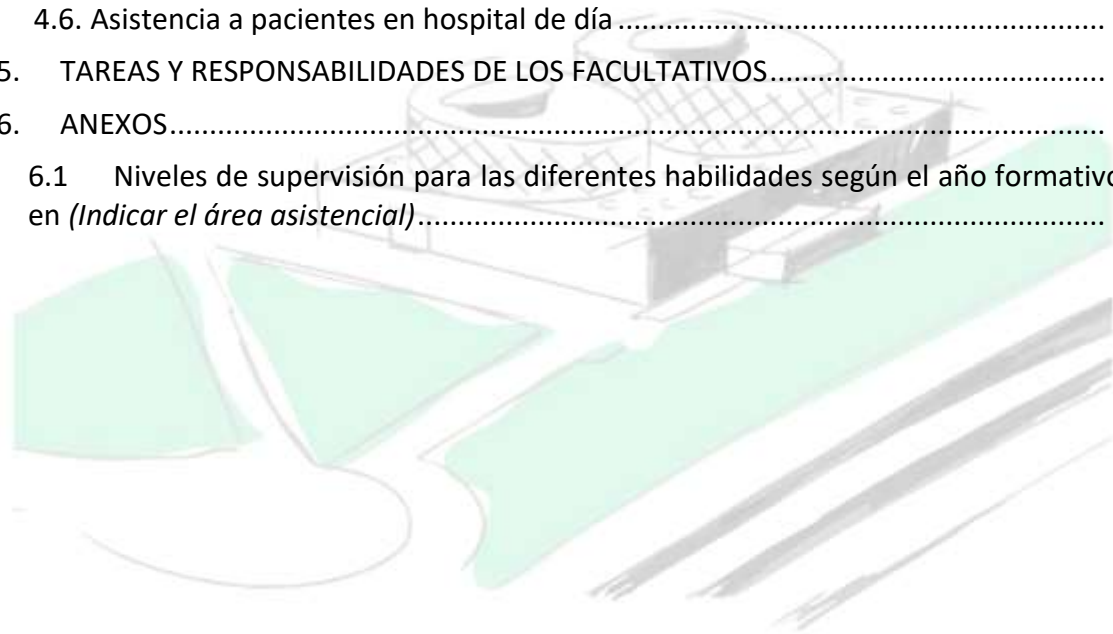 4.6. Asistencia a pacientes en hospital de día........................................................................
5. TAREAS Y RESPONSABILIDADES DE LOS FACULTATIVOS..................................................
6. ANEXOS.......................................................................................................................
6.1 Niveles de supervisión para las diferentes habilidades según el año formativo
en (Indicar el área asistencial)...........................................................................................